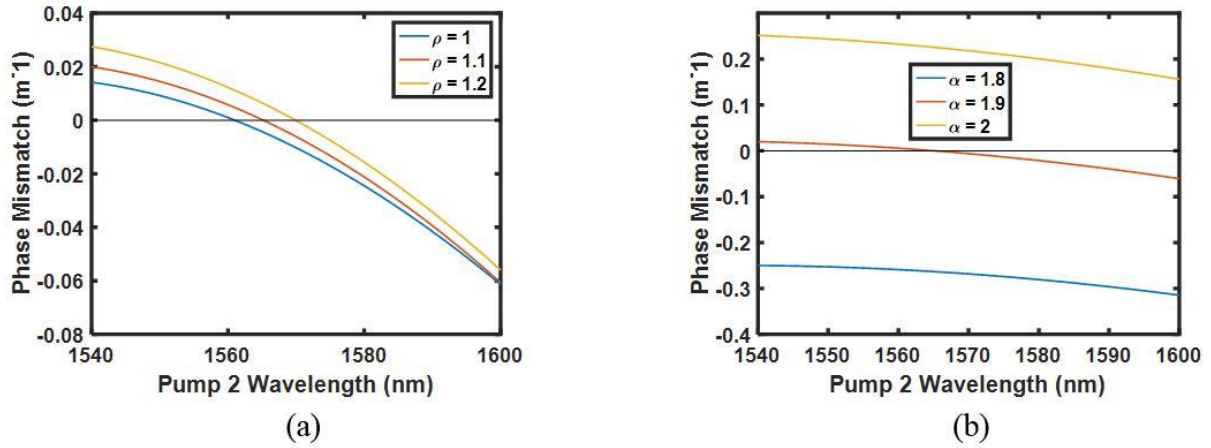 0.04
0.02
0
-0.02
-0.04
-0.06
-0.08
1540
1560
1580
1600
Phase Mismatch (m⁻1)
Pump 2 Wavelength (nm)
ρ = 1
ρ = 1.1
ρ = 1.2
(a)
0.2
0.1
0
-0.1
-0.2
-0.3
-0.4
1540
1550
1560
1570
1580
1590
1600
Phase Mismatch (m⁻1)
Pump 2 Wavelength (nm)
α = 1.8
α = 1.9
α = 2
(b)